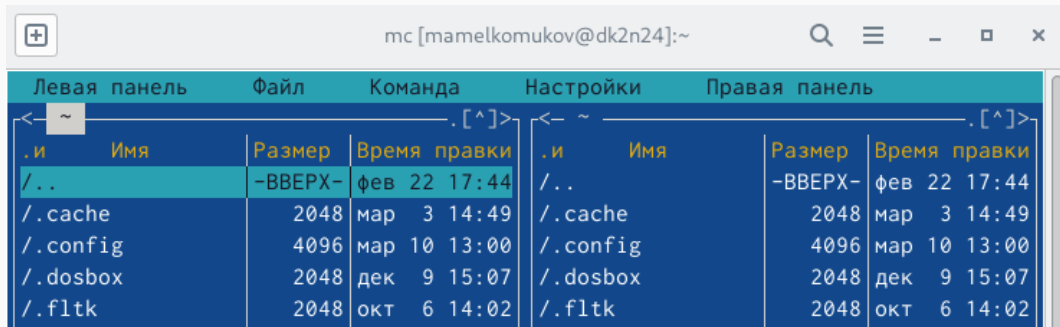 mc [mamelkomukov@dk2n24]:~
Левая панель Файл Команда Настройки Правая панель
<— ~ .[^]> <— ~ .[^]>
.и Имя Размер Время правки .и Имя Размер Время правки
/.. -ВВЕРХ- фев 22 17:44 /.. -ВВЕРХ- фев 22 17:44
/.cache 2048 мар 3 14:49 /.cache 2048 мар 3 14:49
/.config 4096 мар 10 13:00 /.config 4096 мар 10 13:00
/.dosbox 2048 дек 9 15:07 /.dosbox 2048 дек 9 15:07
/.fltk 2048 окт 6 14:02 /.fltk 2048 окт 6 14:02